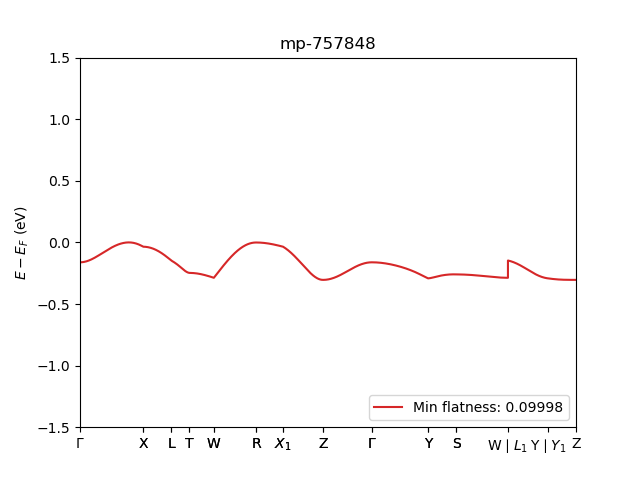 mp-757848
E − E_F (eV)
1.5
1.0
0.5
0.0
−0.5
−1.0
−1.5
Min flatness: 0.09998
Γ X L T W R X_1 Z Γ Y S W | L_1 Y | Y_1 Z